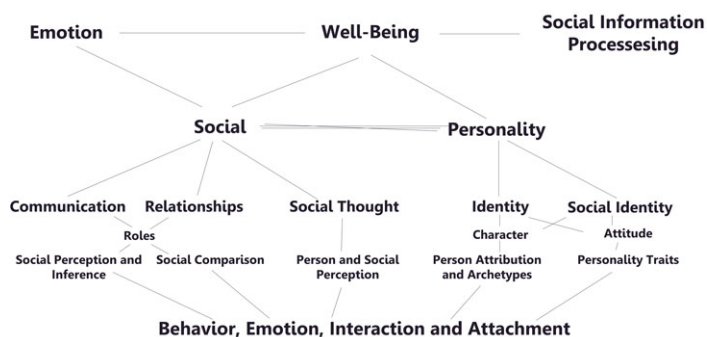 Emotion
Well-Being
Social Information
Processesing
Social
Personality
Communication
Relationships
Social Thought
Identity
Social Identity
Roles
Character
Attitude
Social Perception and
Inference
Social Comparison
Person and Social
Perception
Person Attribution
and Archetypes
Personality Traits
Behavior, Emotion, Interaction and Attachment